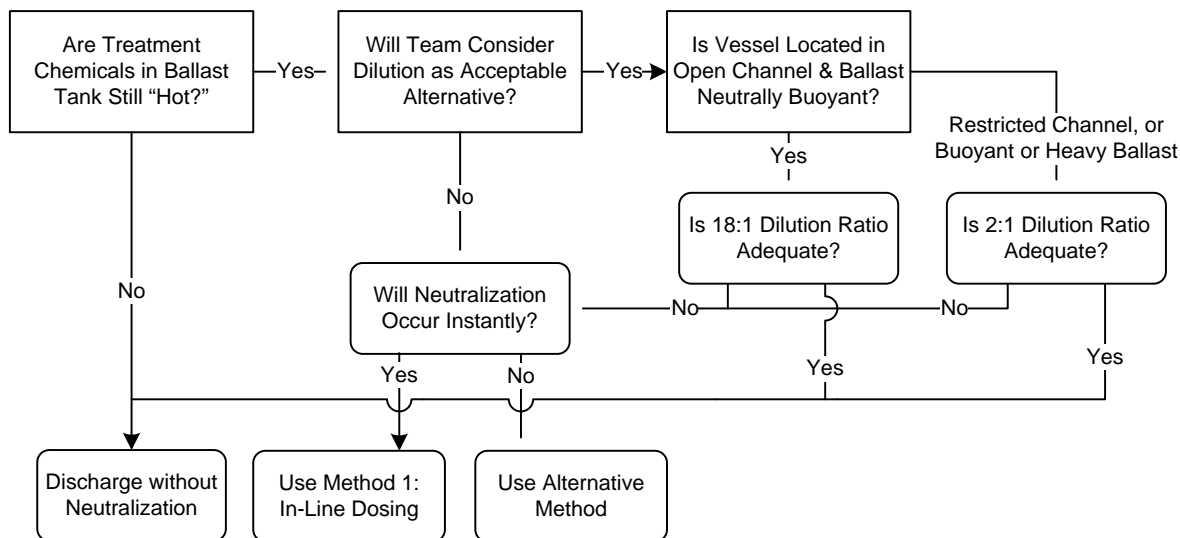 Are Treatment
Chemicals in Ballast
Tank Still “Hot?”
Yes
Will Team Consider
Dilution as Acceptable
Alternative?
Yes
Is Vessel Located in
Open Channel & Ballast
Neutrally Buoyant?
Restricted Channel, or
Buoyant or Heavy Ballast
Yes
No
Is 18:1 Dilution Ratio
Adequate?
Is 2:1 Dilution Ratio
Adequate?
No
Will Neutralization
Occur Instantly?
No
No
Yes
No
Yes
Yes
Discharge without
Neutralization
Use Method 1:
In-Line Dosing
Use Alternative
Method